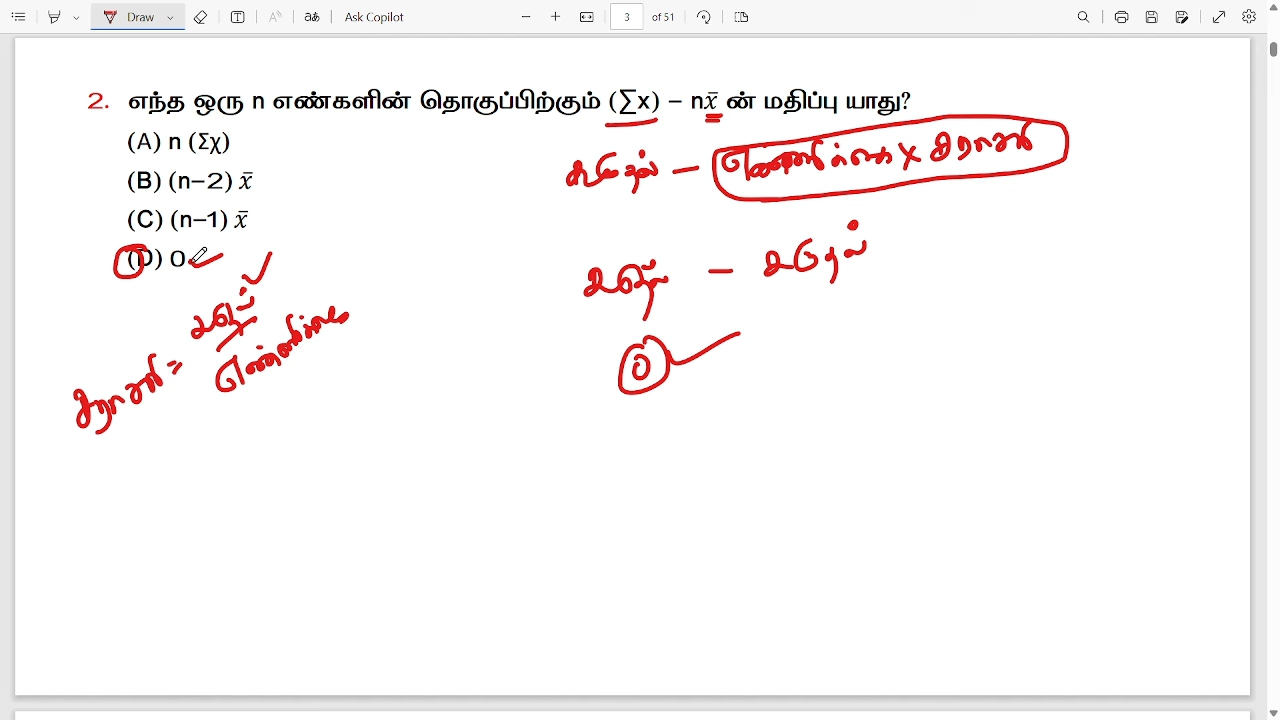 Draw
Ask Copilot
3 of 51
2. எந்த ஒரு n எண்களின் தொகுப்பிற்கும் (∑x) − nx̄ ன் மதிப்பு யாது?
(A) n (Σχ)
(B) (n−2) x̄
(C) (n−1) x̄
(D) 0
கூடுதல் − எண்ணிக்கை × சராசரி
கூடுதல் − கூடுதல்
0
சராசரி = கூடுதல் / எண்ணிக்கை